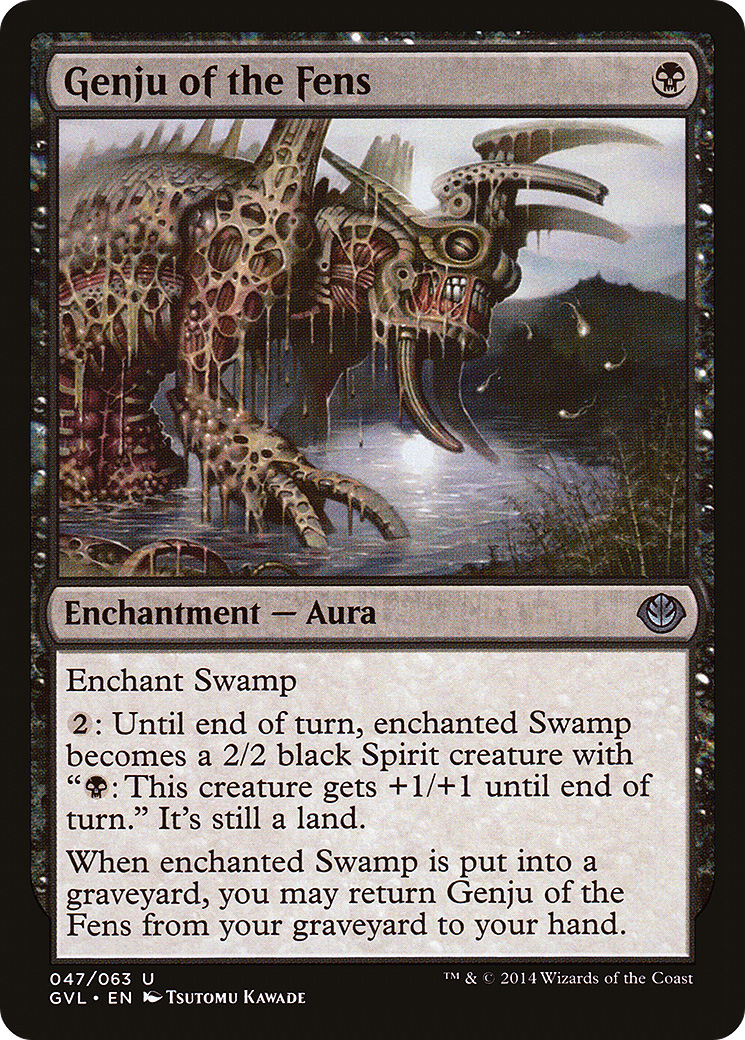 Genju of the Fens
Enchantment — Aura
Enchant Swamp
2: Until end of turn, enchanted Swamp
becomes a 2/2 black Spirit creature with
“: This creature gets +1/+1 until end of
turn.” It's still a land.
When enchanted Swamp is put into a
graveyard, you may return Genju of the
Fens from your graveyard to your hand.
047/063 U
™ & © 2014 Wizards of the Coast
GVL • EN Tsutomu Kawade